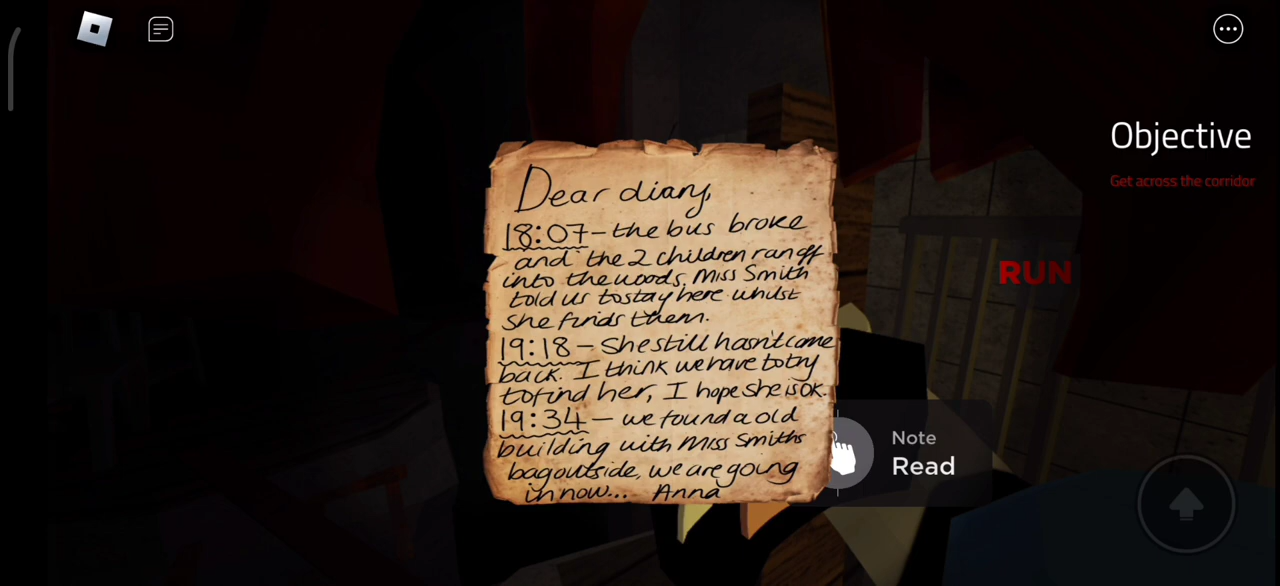 Dear diary,
18:07 – the bus broke
and the 2 children ran off
into the woods. Miss Smith
told us to stay here whilst
she finds them.
19:18 – She still hasn't come
back. I think we have to try
to find her, I hope she is OK.
19:34 – we found a old
building with Miss Smiths
bag outside, we are going
in now... Anna
Objective
Get across the corridor
RUN
Note
Read